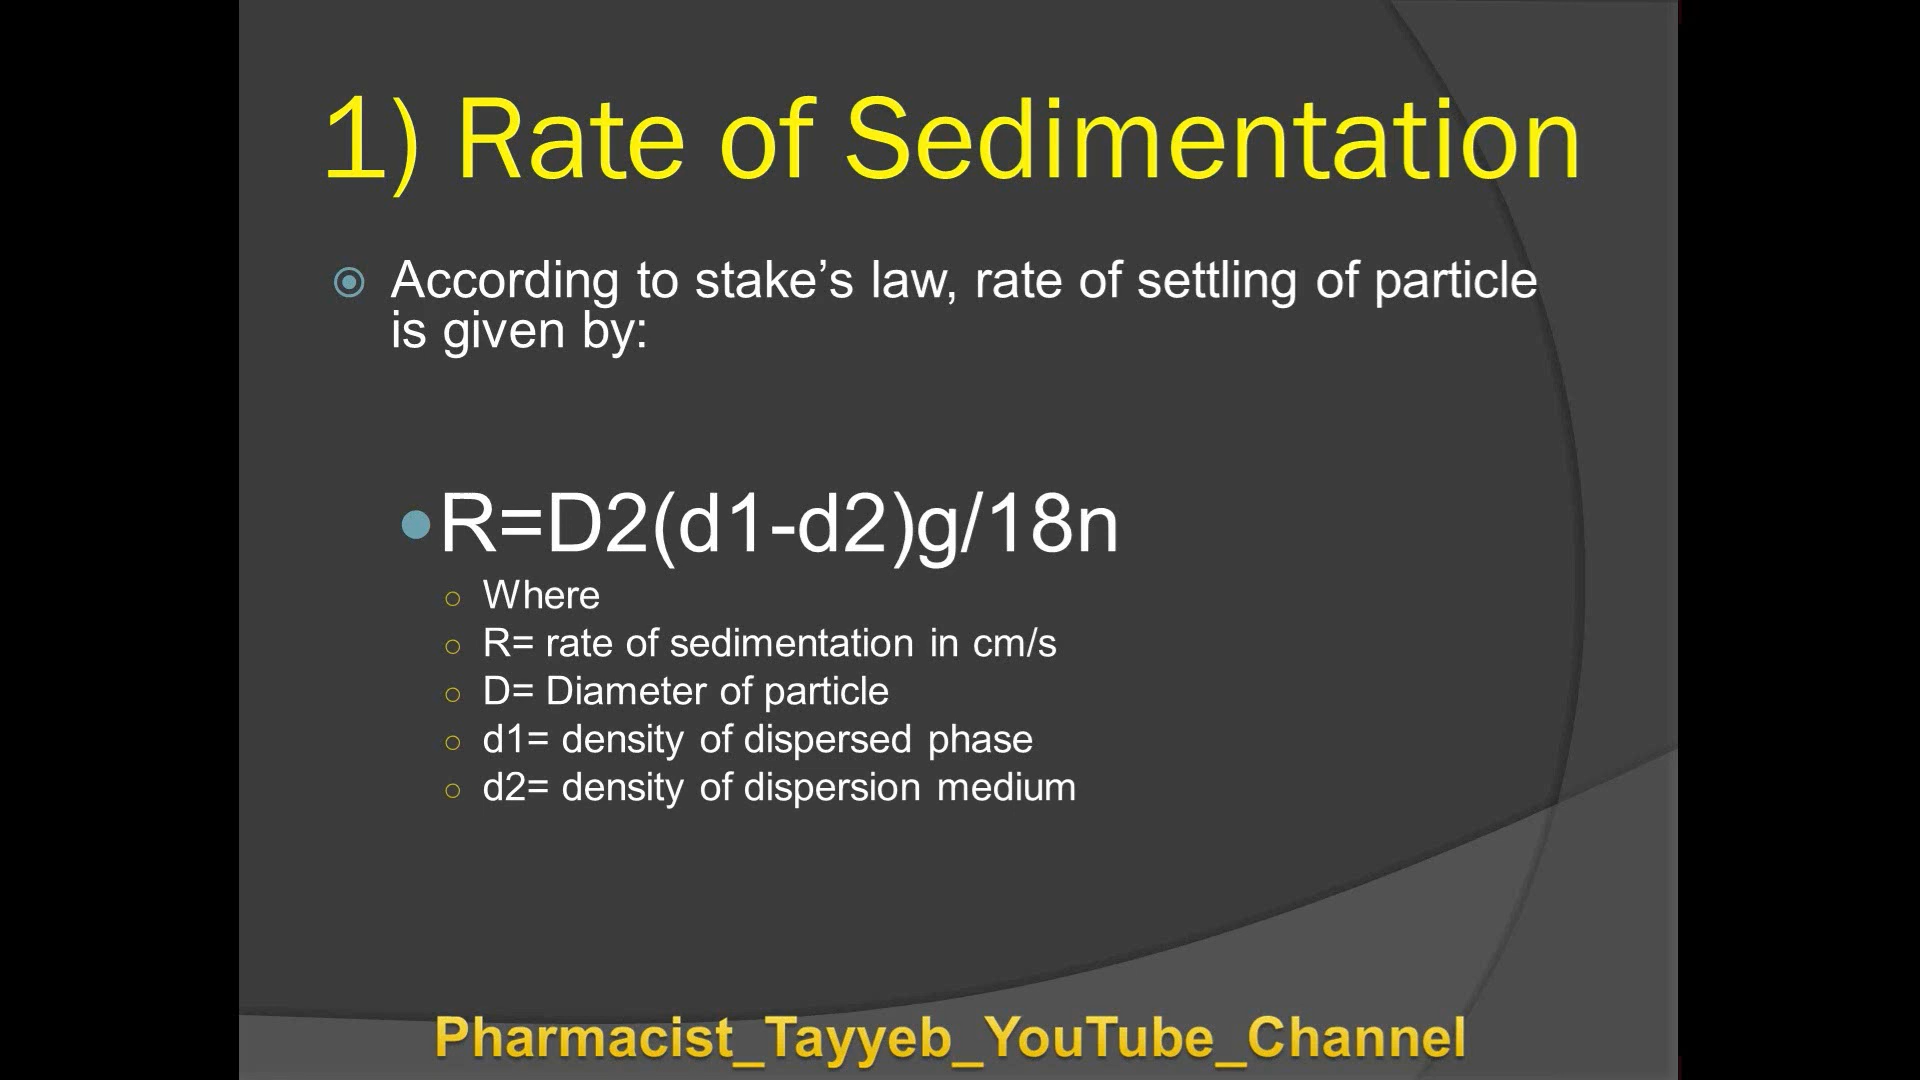 1) Rate of Sedimentation
According to stake’s law, rate of settling of particle
is given by:
R=D2(d1-d2)g/18n
Where
R= rate of sedimentation in cm/s
D= Diameter of particle
d1= density of dispersed phase
d2= density of dispersion medium
Pharmacist_Tayyeb_YouTube_Channel